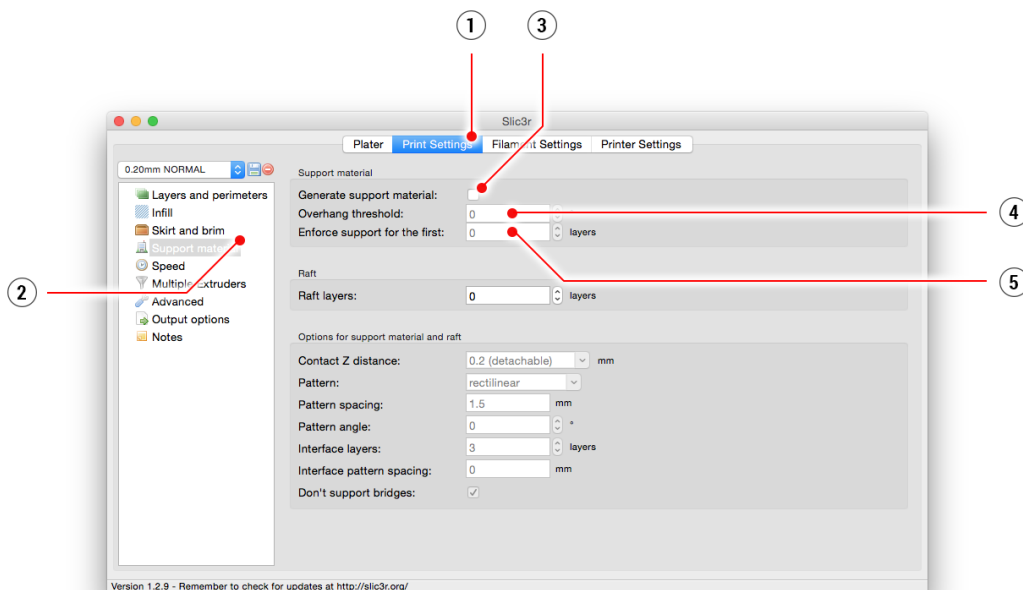 1 3
Slic3r
Plater Print Settings Filament Settings Printer Settings
0.20mm NORMAL
Layers and perimeters
Infill
Skirt and brim
Support mater
Speed
Multiple Extruders
Advanced
Output options
Notes
2
Support material
Generate support material:
Overhang threshold: 0
4
Enforce support for the first: 0 layers
5
Raft
Raft layers: 0 layers
Options for support material and raft
Contact Z distance: 0.2 (detachable) mm
Pattern: rectilinear
Pattern spacing: 1.5 mm
Pattern angle: 0 °
Interface layers: 3 layers
Interface pattern spacing: 0 mm
Don't support bridges:
Version 1.2.9 - Remember to check for updates at http://slic3r.org/